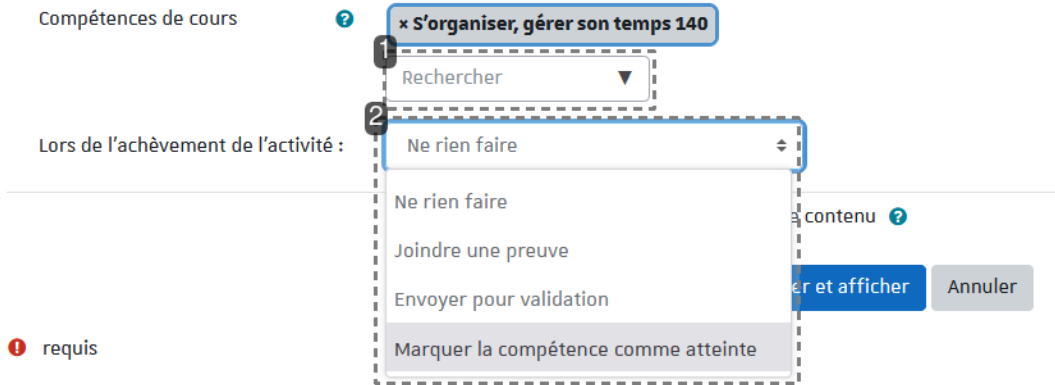 Compétences de cours ? × S'organiser, gérer son temps 140
1
Rechercher ▼
2
Lors de l'achèvement de l'activité : Ne rien faire
Ne rien faire
e contenu ?
Joindre une preuve
Envoyer pour validation
er et afficher Annuler
! requis
Marquer la compétence comme atteinte